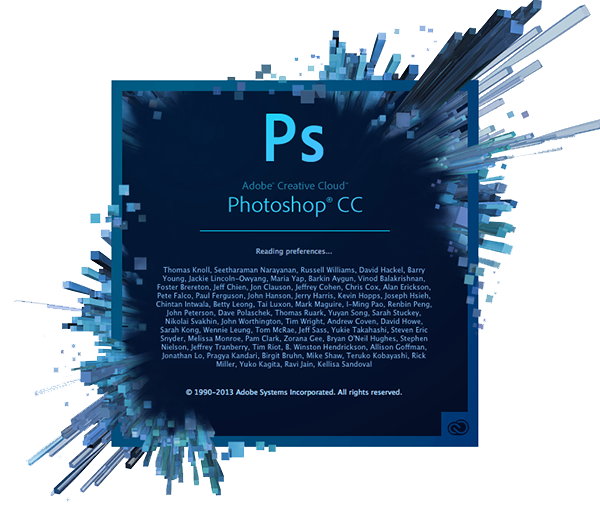 Ps
Adobe® Creative Cloud™
Photoshop® CC
Reading preferences...
Thomas Knoll, Seetharaman Narayanan, Russell Williams, David Hackel, Barry
Young, Jackie Lincoln-Owyang, Maria Yap, Barkin Aygun, Vinod Balakrishnan,
Foster Brereton, Jeff Chien, Jon Clauson, Jeffrey Cohen, Chris Cox, Alan Erickson,
Pete Falco, Paul Ferguson, John Hanson, Jerry Harris, Kevin Hopps, Joseph Hsieh,
Chintan Intwala, Betty Leong, Tai Luxon, Mark Maguire, I-Ming Pao, Renbin Peng,
John Peterson, Dave Polaschek, Thomas Ruark, Yuyan Song, Sarah Stuckey,
Nikolai Svakhin, John Worthington, Tim Wright, Andrew Coven, David Howe,
Sarah Kong, Wennie Leung, Tom McRae, Jeff Sass, Yukie Takahashi, Steven Eric
Snyder, Melissa Monroe, Pam Clark, Zorana Gee, Bryan O'Neil Hughes, Stephen
Nielson, Jeffrey Tranberry, Tim Riot, B. Winston Hendrickson, Allison Goffman,
Jonathan Lo, Pragya Kandari, Birgit Bruhn, Mike Shaw, Teruko Kobayashi, Rick
Miller, Yuko Kagita, Ravi Jain, Kellisa Sandoval
© 1990-2013 Adobe Systems Incorporated. All rights reserved.